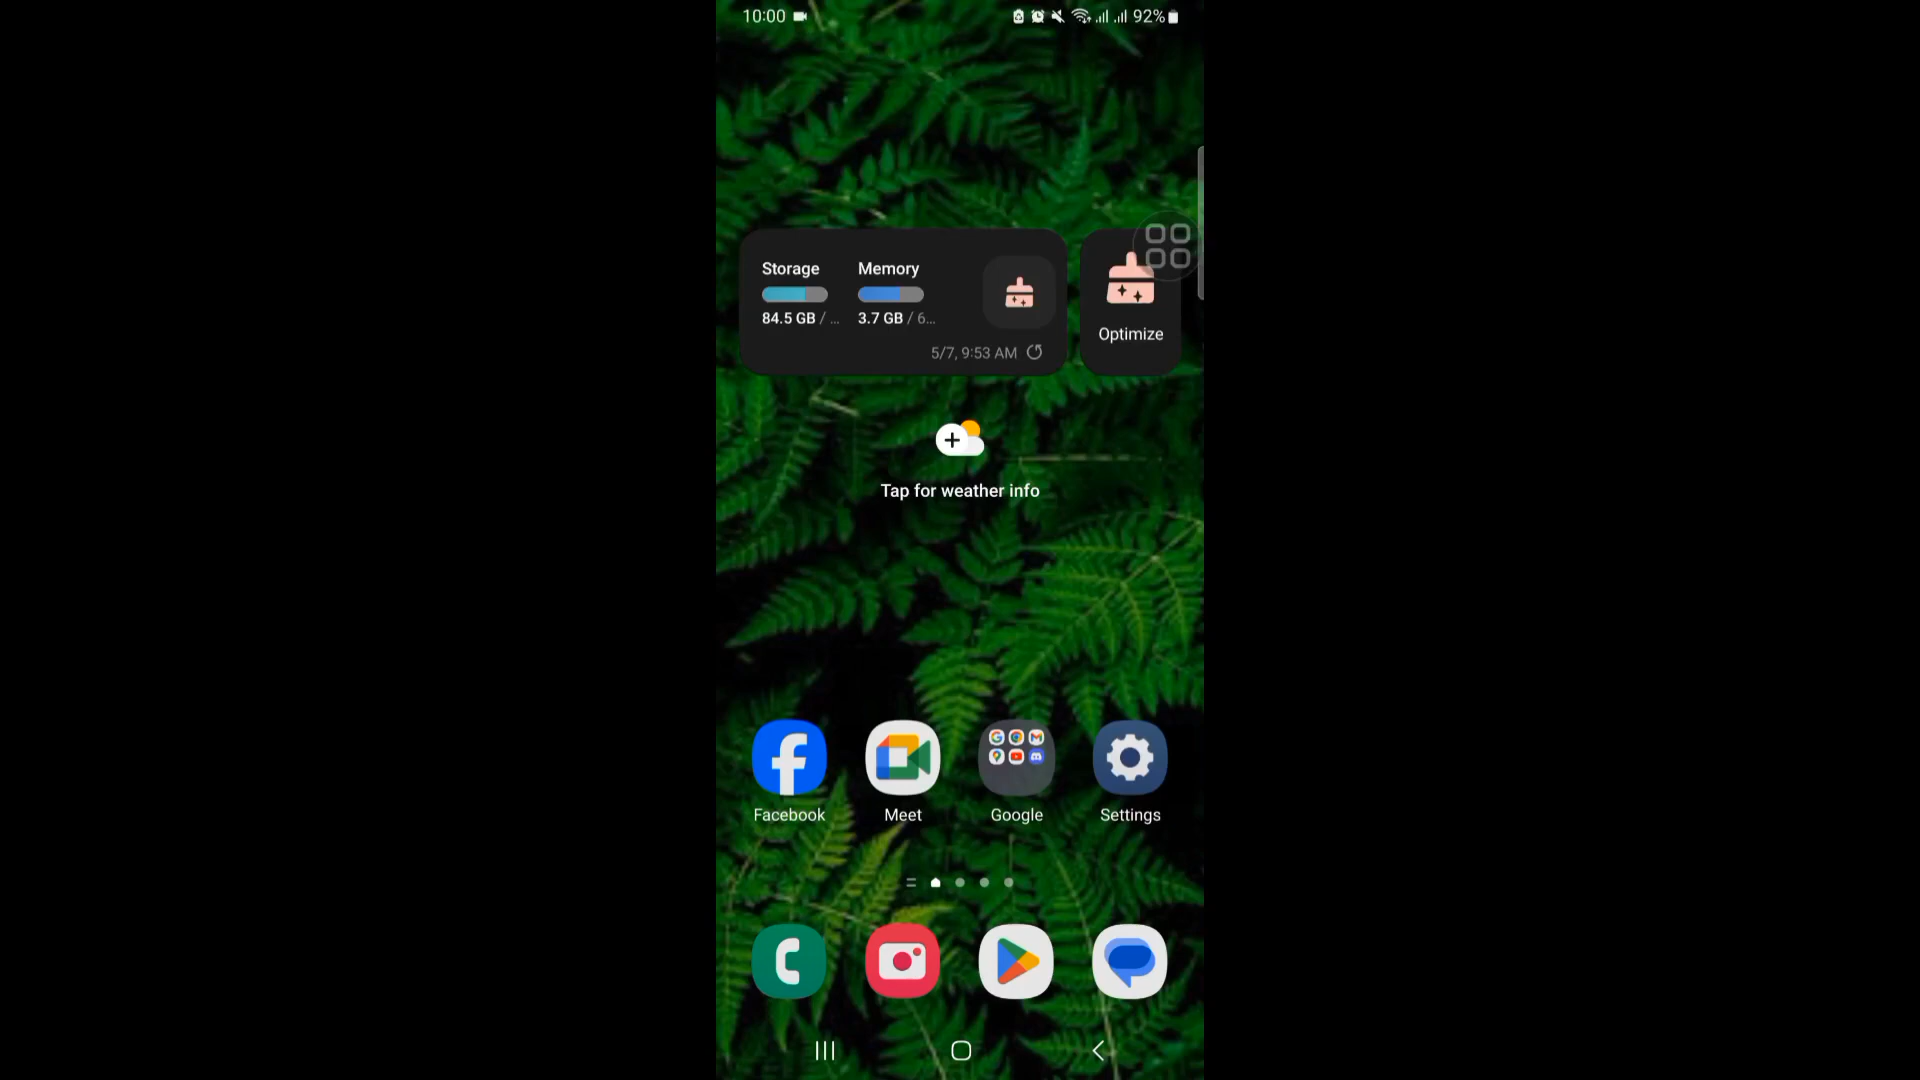 10:00
92%
Storage Memory
84.5 GB / ... 3.7 GB / 6...
5/7, 9:53 AM
Optimize
Tap for weather info
Facebook Meet Google Settings